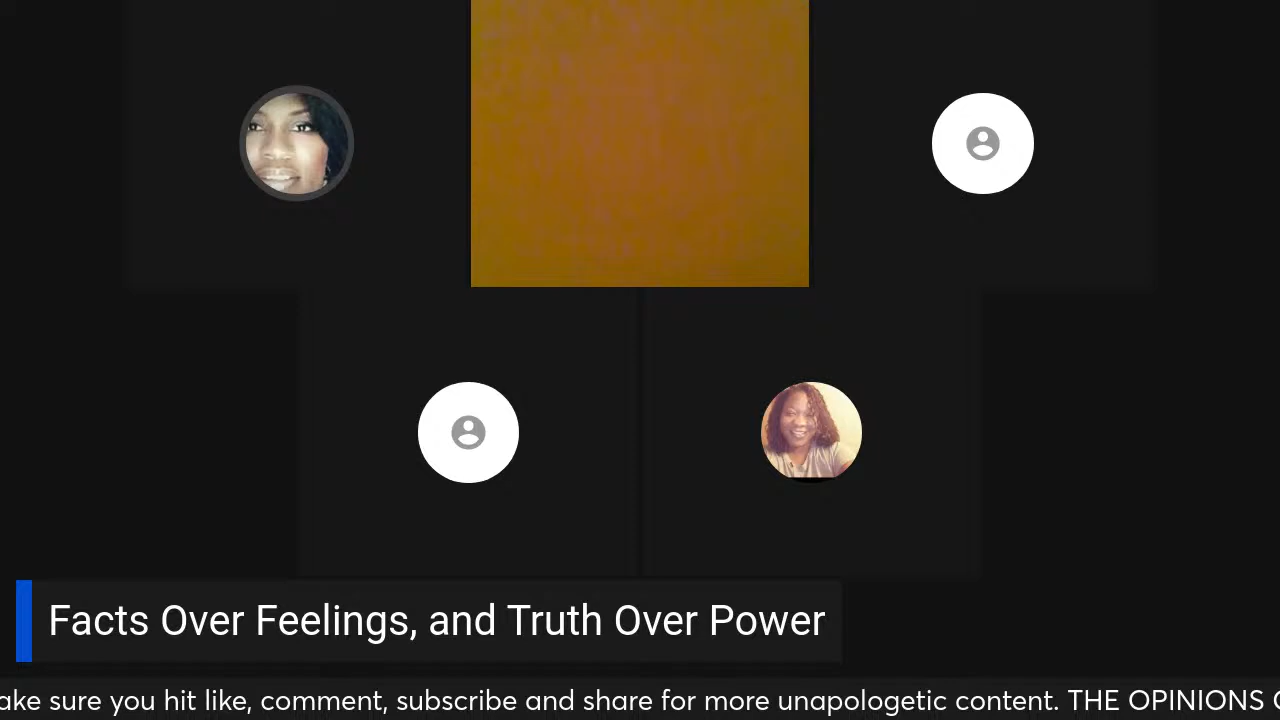 Facts Over Feelings, and Truth Over Power
ake sure you hit like, comment, subscribe and share for more unapologetic content. THE OPINIONS